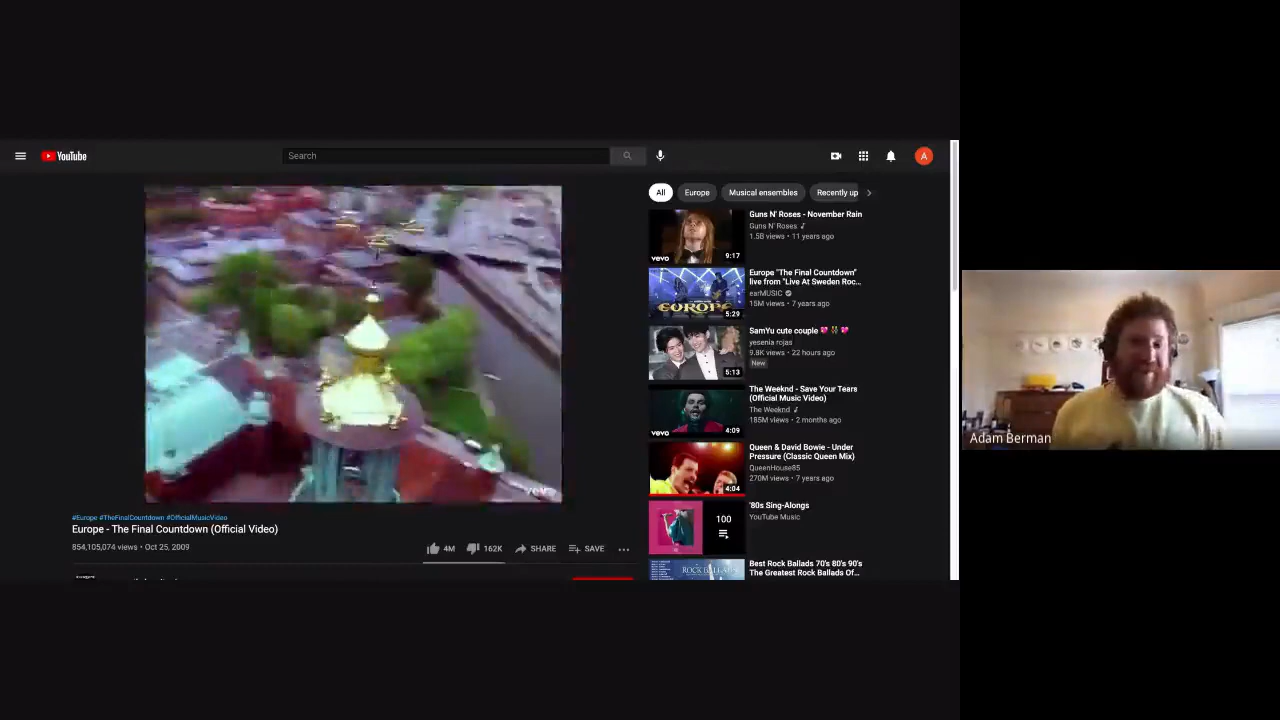 YouTube
Search
A
vevo
#Europe #TheFinalCountdown #OfficialMusicVideo
Europe - The Final Countdown (Official Video)
854,105,074 views • Oct 25, 2009
4M
162K
SHARE
SAVE
All
Europe
Musical ensembles
Recently up
vevo
9:17
Guns N' Roses - November Rain
Guns N' Roses
1.5B views • 11 years ago
EUROPE
5:29
Europe "The Final Countdown"
live from "Live At Sweden Roc...
earMUSIC
15M views • 7 years ago
5:13
SamYu cute couple 💖 👬 💖
yesenia rojas
9.8K views • 22 hours ago
New
vevo
4:09
The Weeknd - Save Your Tears
(Official Music Video)
The Weeknd
185M views • 2 months ago
4:04
Queen & David Bowie - Under
Pressure (Classic Queen Mix)
QueenHouse85
270M views • 7 years ago
100
'80s Sing-Alongs
YouTube Music
ROCK BALLADS
Best Rock Ballads 70's 80's 90's
The Greatest Rock Ballads Of...
Adam Berman